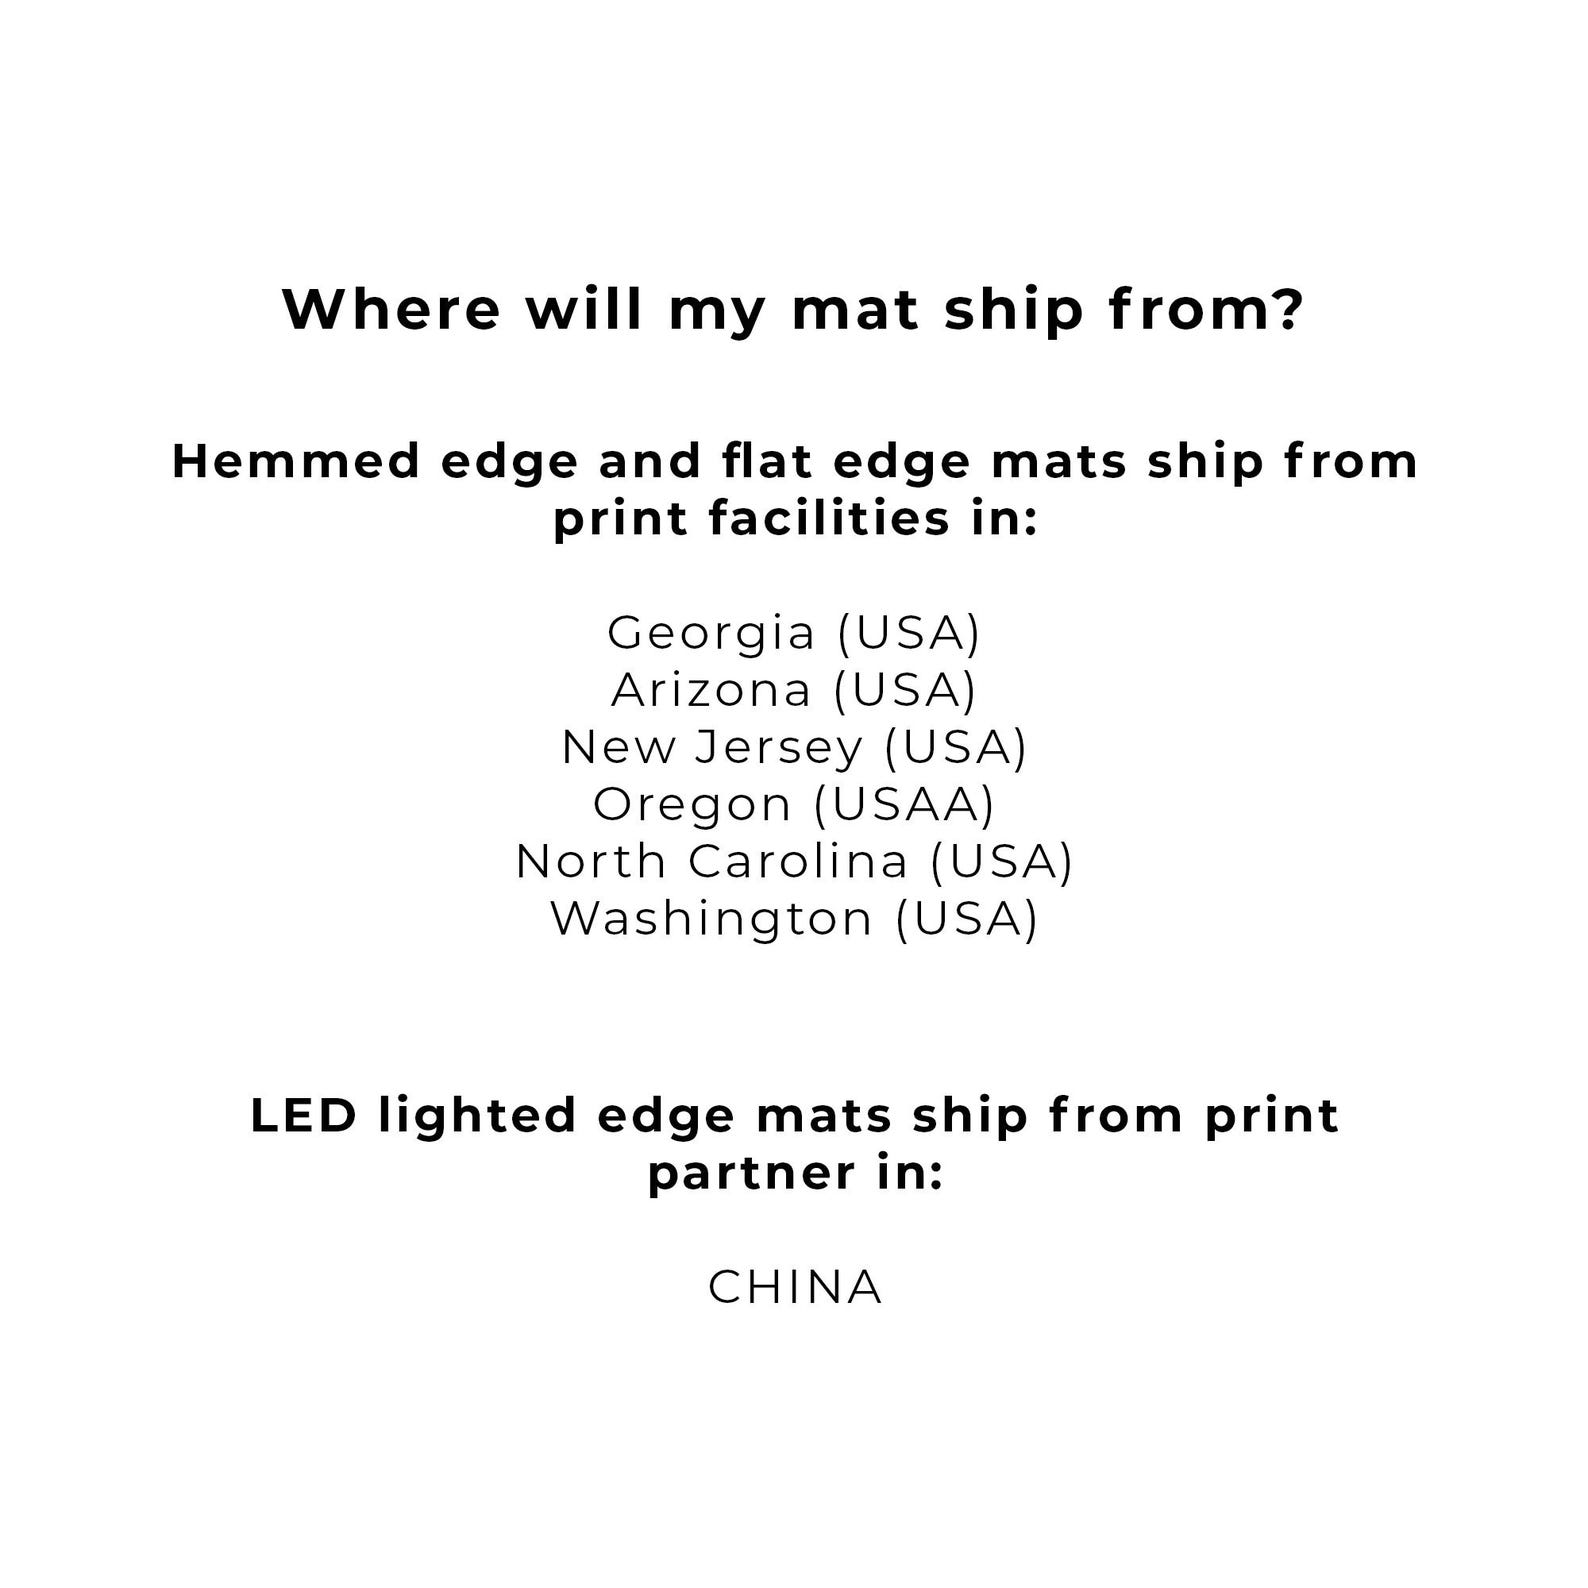 Where will my mat ship from?
Hemmed edge and flat edge mats ship from
print facilities in:
Georgia (USA)
Arizona (USA)
New Jersey (USA)
Oregon (USAA)
North Carolina (USA)
Washington (USA)
LED lighted edge mats ship from print
partner in:
CHINA